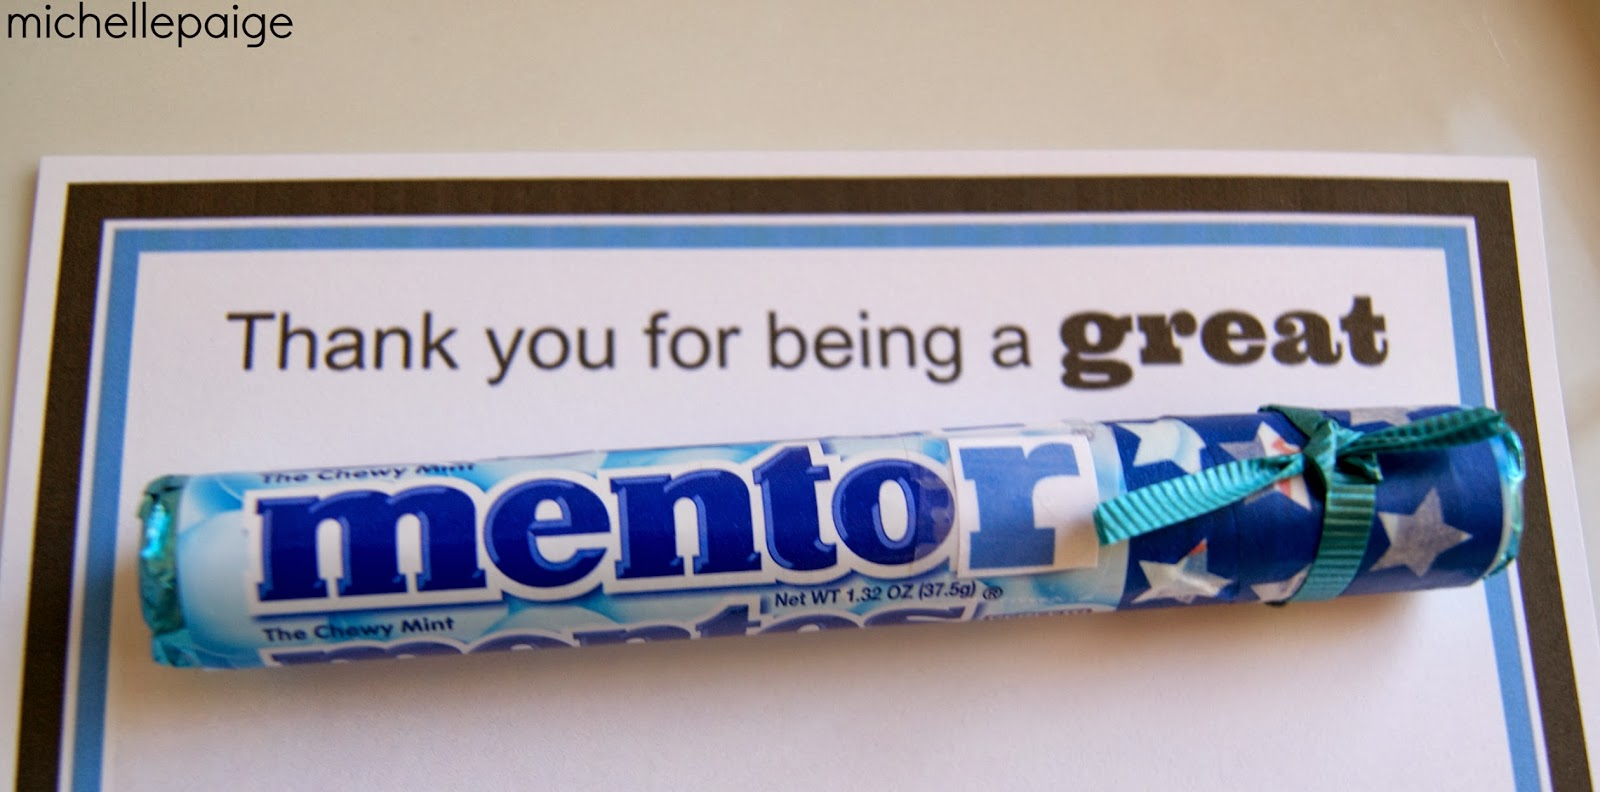 michellepaige
Thank you for being a great
The Chewy Mint
mentor
Net WT 1.32 OZ (37.5g) ®
The Chewy Mint
mentos